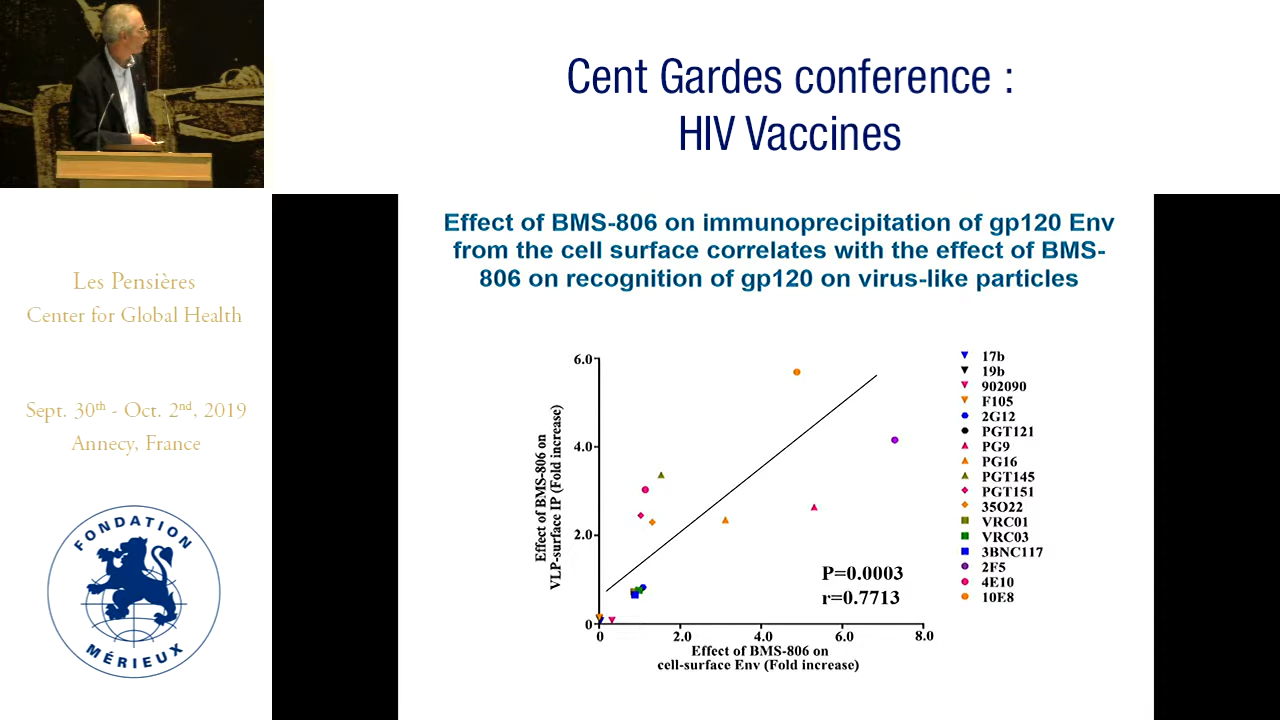 Cent Gardes conference :
HIV Vaccines
Les Pensières
Center for Global Health
Sept. 30th - Oct. 2nd, 2019
Annecy, France
FONDATION
MÉRIEUX
Effect of BMS-806 on immunoprecipitation of gp120 Env
from the cell surface correlates with the effect of BMS-
806 on recognition of gp120 on virus-like particles
Effect of BMS-806 on
VLP-surface IP (Fold increase)
6.0
4.0
2.0
0
0
2.0
4.0
6.0
8.0
Effect of BMS-806 on
cell-surface Env (Fold increase)
P=0.0003
r=0.7713
17b
19b
902090
F105
2G12
PGT121
PG9
PG16
PGT145
PGT151
35O22
VRC01
VRC03
3BNC117
2F5
4E10
10E8